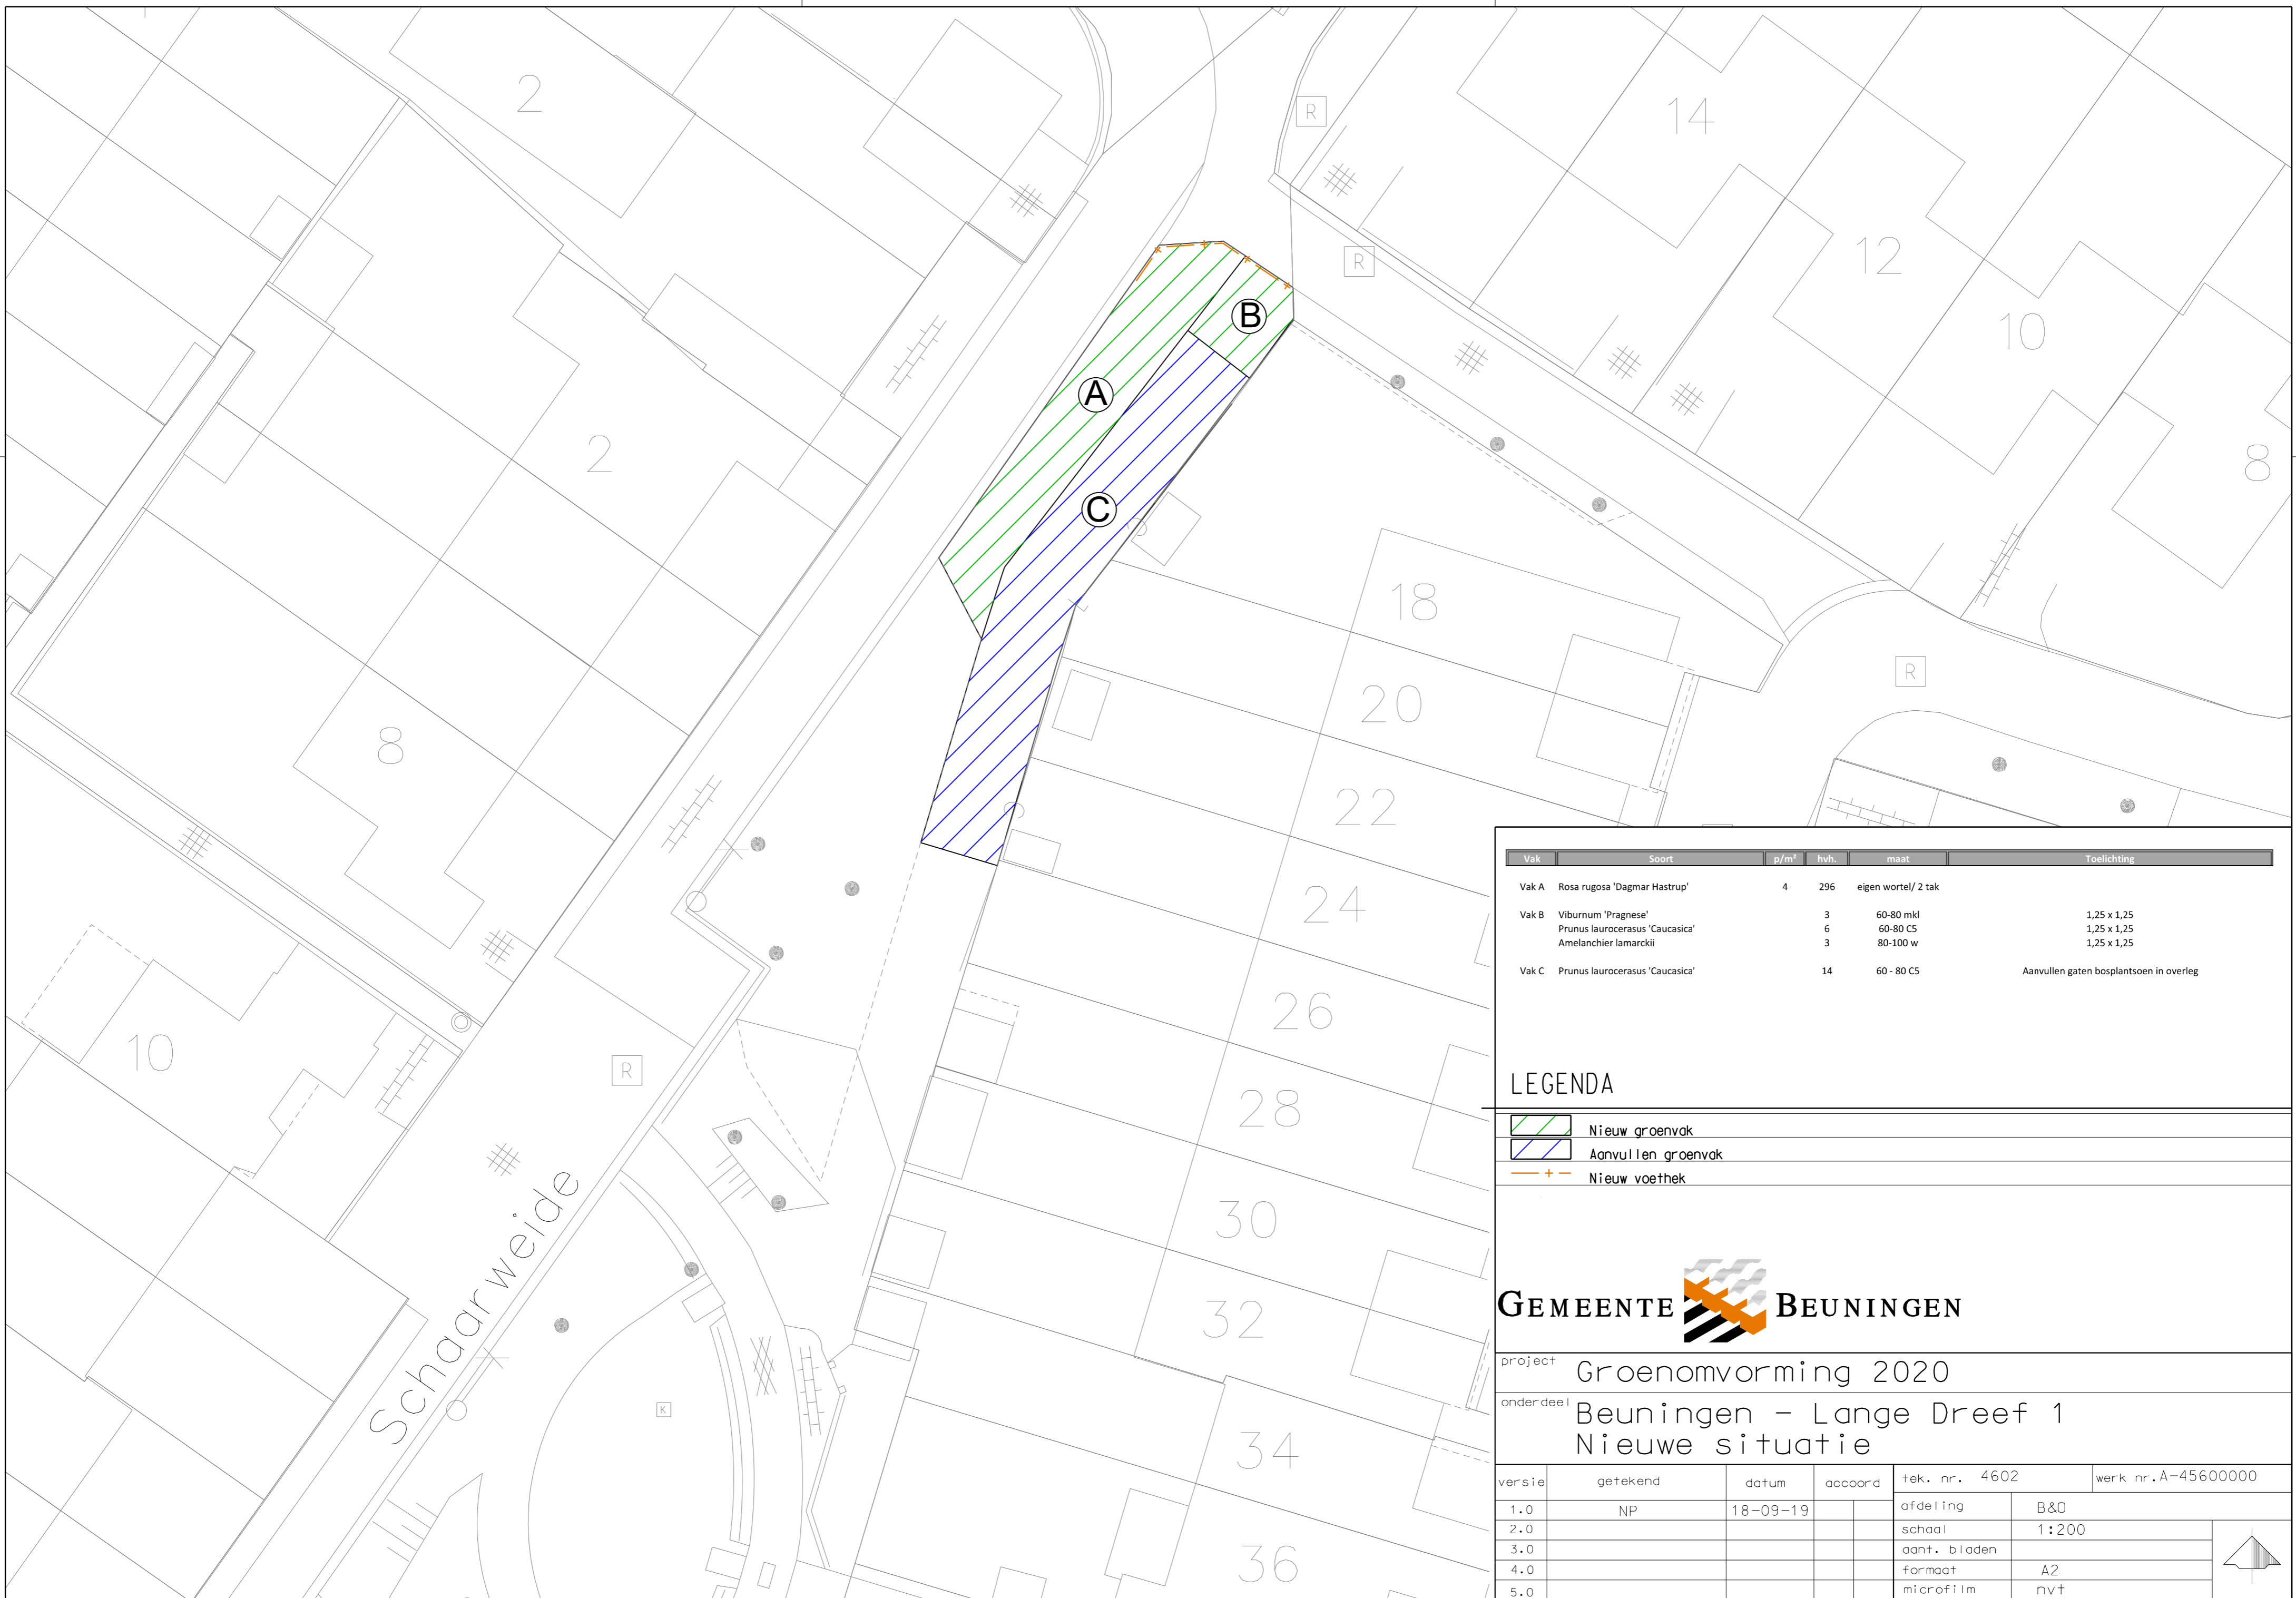 2
14
R
12
R
B
10
2
A
8
C
18
R
20
8
22
24
26
10
R
28
30
32
Schaarweide
K
34
36
Vak Soort p/m² hvh. maat Toelichting
Vak A Rosa rugosa 'Dagmar Hastrup' 4 296 eigen wortel/ 2 tak
Vak B Viburnum 'Pragnese' 3 60-80 mkl 1,25 x 1,25
Prunus laurocerasus 'Caucasica' 6 60-80 C5 1,25 x 1,25
Amelanchier lamarckii 3 80-100 w 1,25 x 1,25
Vak C Prunus laurocerasus 'Caucasica' 14 60 - 80 C5 Aanvullen gaten bosplantsoen in overleg
LEGENDA
Nieuw groenvak
Aanvullen groenvak
Nieuw voethek
GEMEENTE BEUNINGEN
project Groenomvorming 2020
onderdeel Beuningen - Lange Dreef 1
Nieuwe situatie
versie getekend datum accoord tek. nr. 4602 werk nr. A-45600000
1.0 NP 18-09-19 afdeling B&O
2.0 schaal 1:200
3.0 aant. bladen
4.0 formaat A2
5.0 microfilm nvt